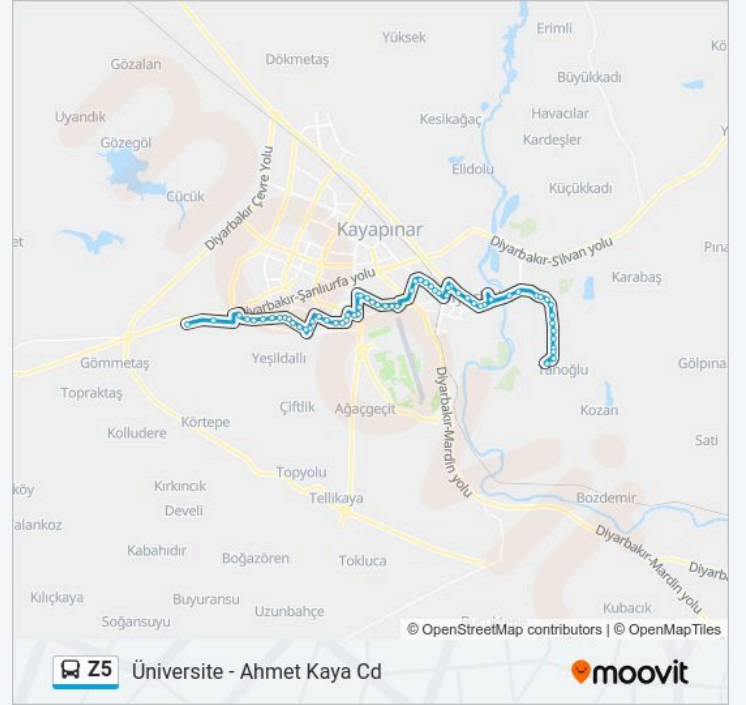 Yüksek
Erimli
Kö
Gözalan
Dökmetaş
Büyükkadı
Uyandık
Kesikağaç
Havacılar
Kardeşler
Gözegöl
Elidolu
Küçükkadı
Cücük
Diyarbakır Çevre Yolu
Kayapınar
et
Diyarbakır-Silvan yolu
Pına
Diyarbakır-Şanlıurfa yolu
Karabaş
Gömmetaş
Yeşildallı
Tanoğlu
Gölpına
Topraktaş
Çiftlik
Ağaçgeçit
Diyarbakır-Mardin yolu
Kozan
Körtepe
Kolludere
Sati
Topyolu
köy
Kırkıncık
Tellikaya
Bozdemir
Develi
alankoz
Diyarbakır-Mardin yolu
Kabahıdır
Boğazören
Tokluca
Diyarb
Kılıçkaya
Buyuransu
Uzunbahçe
Kubacık
Soğansuyu
© OpenStreetMap contributors | © OpenMapTiles
Z5 Üniversite - Ahmet Kaya Cd
moovit